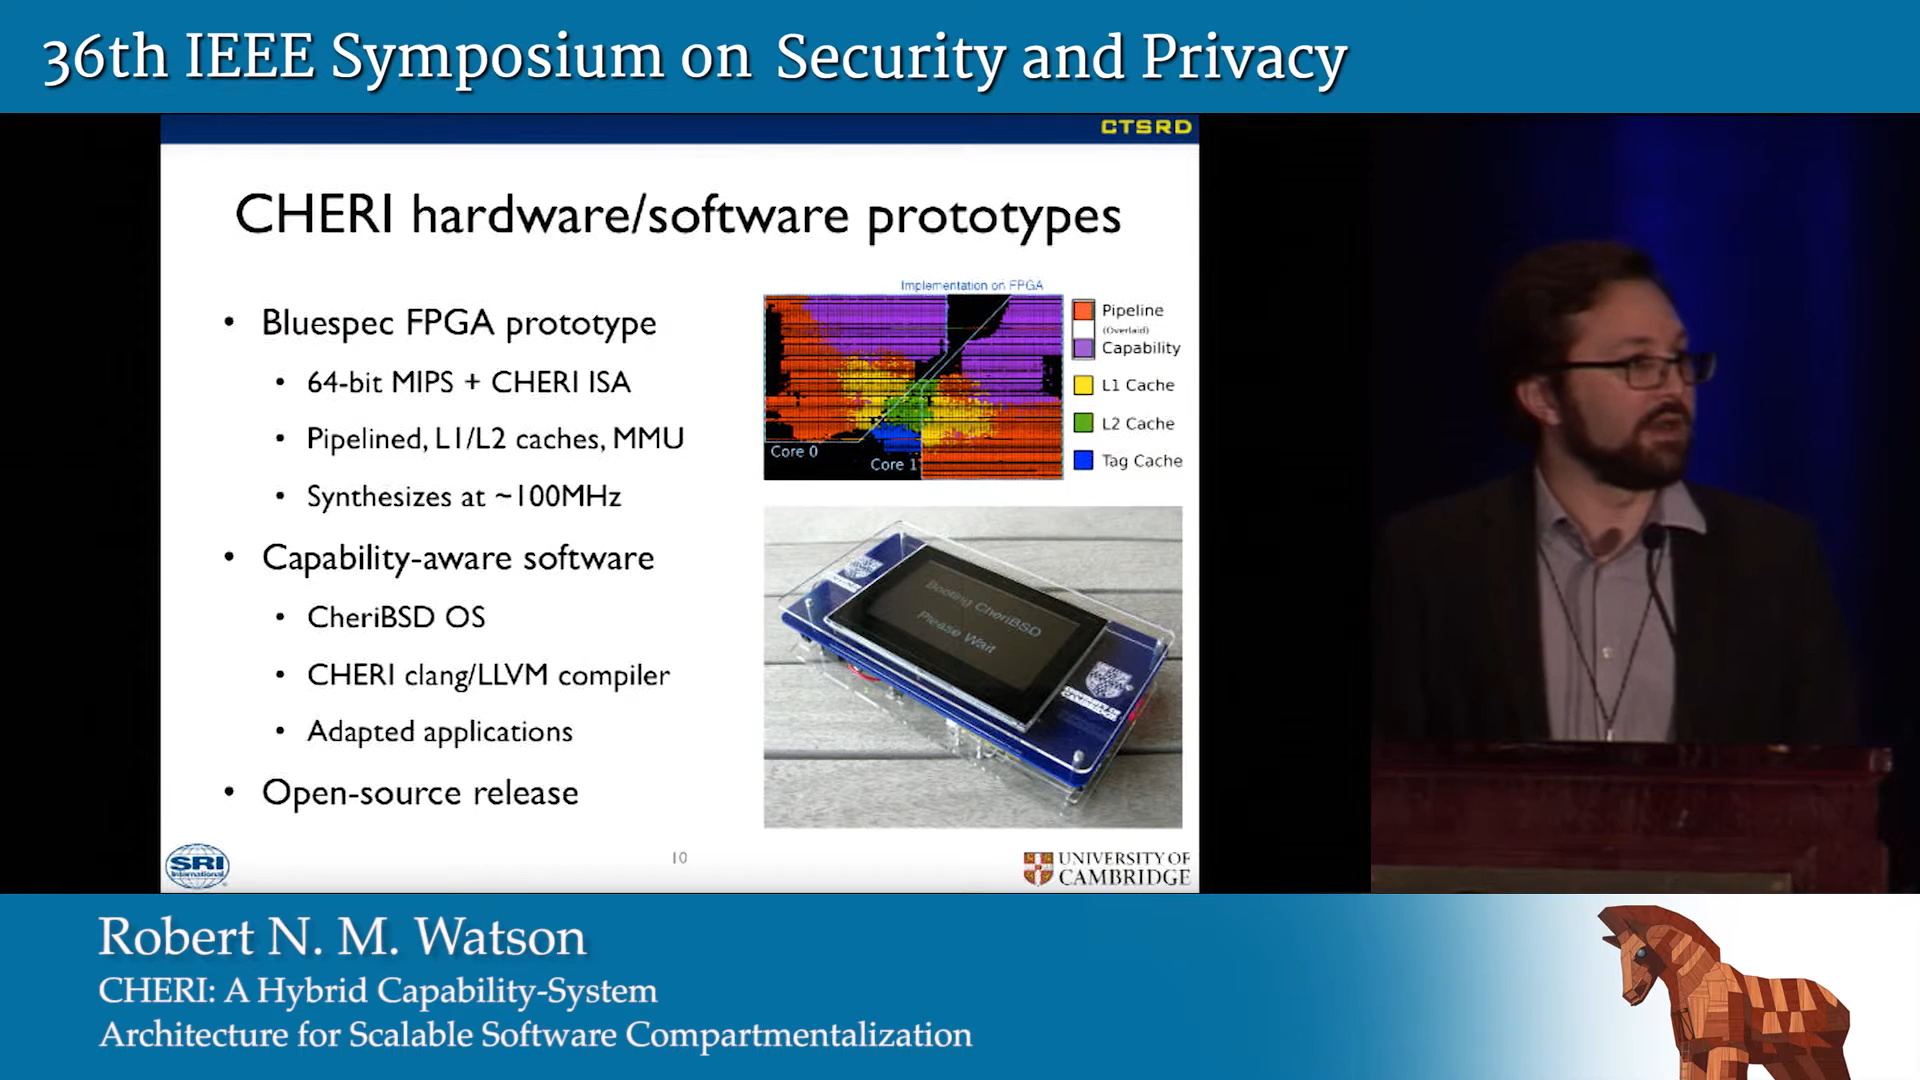 36th IEEE Symposium on Security and Privacy
CTSRD
CHERI hardware/software prototypes
Implementation on FPGA
• Bluespec FPGA prototype
• 64-bit MIPS + CHERI ISA
• Pipelined, L1/L2 caches, MMU
• Synthesizes at ~100MHz
• Capability-aware software
• CheriBSD OS
• CHERI clang/LLVM compiler
• Adapted applications
• Open-source release
Pipeline
(Overlaid)
Capability
L1 Cache
L2 Cache
Tag Cache
Core 0
Core 1
Booting CheriBSD
Please Wait
SRI
International
10
UNIVERSITY OF
CAMBRIDGE
Robert N. M. Watson
CHERI: A Hybrid Capability-System
Architecture for Scalable Software Compartmentalization